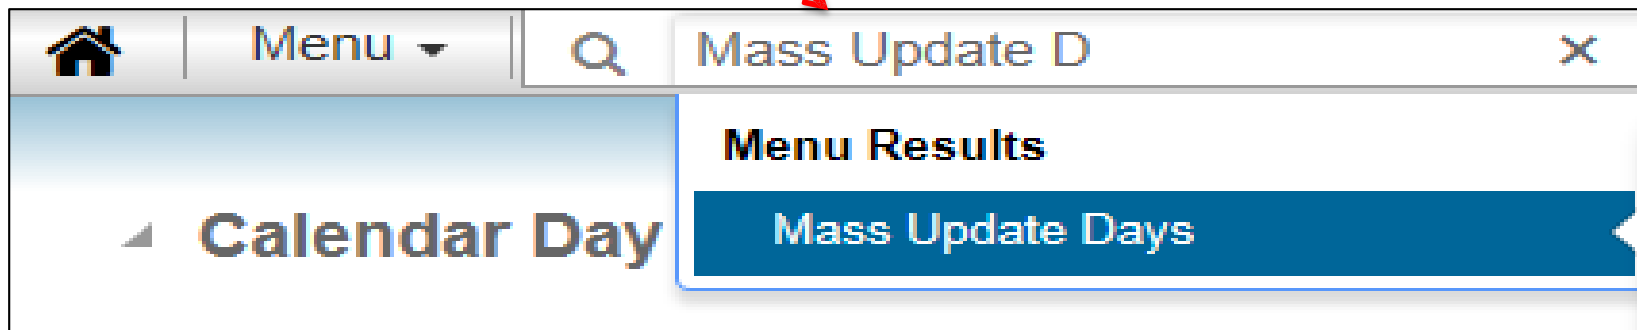 Menu
Mass Update D
Menu Results
Mass Update Days
Calendar Day